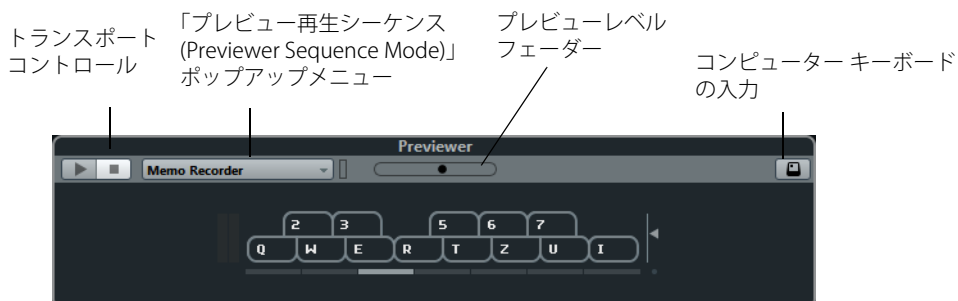 トランスポート
コントロール
「プレビュー再生シーケンス
(Previewer Sequence Mode)」
ポップアップメニュー
プレビューレベル
フェーダー
コンピューター キーボード
の入力
Previewer
Memo Recorder
2 3 5 6 7
Q W E R T Z U I